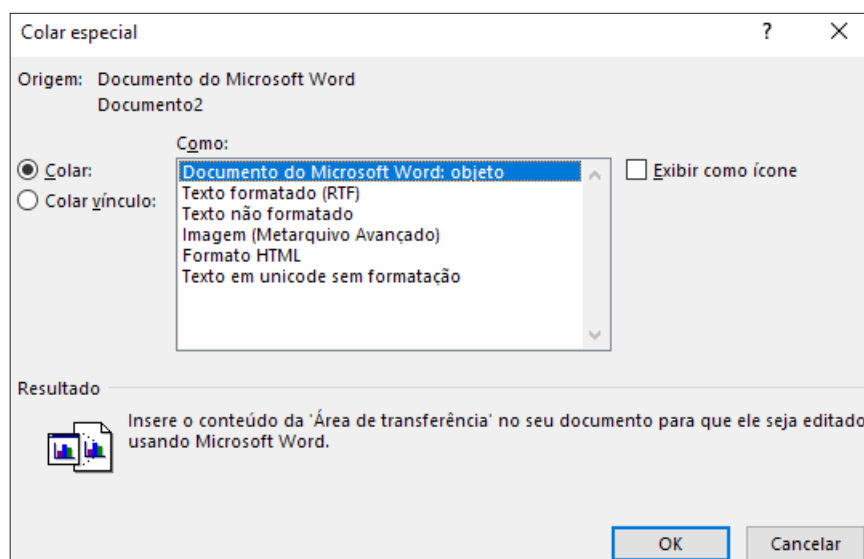 Colar especial
Origem: Documento do Microsoft Word
Documento2
Como:
Colar:
Colar vínculo:
Documento do Microsoft Word: objeto
Texto formatado (RTF)
Texto não formatado
Imagem (Metarquivo Avançado)
Formato HTML
Texto em unicode sem formatação
Exibir como ícone
Resultado
Insere o conteúdo da 'Área de transferência' no seu documento para que ele seja editado
usando Microsoft Word.
OK
Cancelar